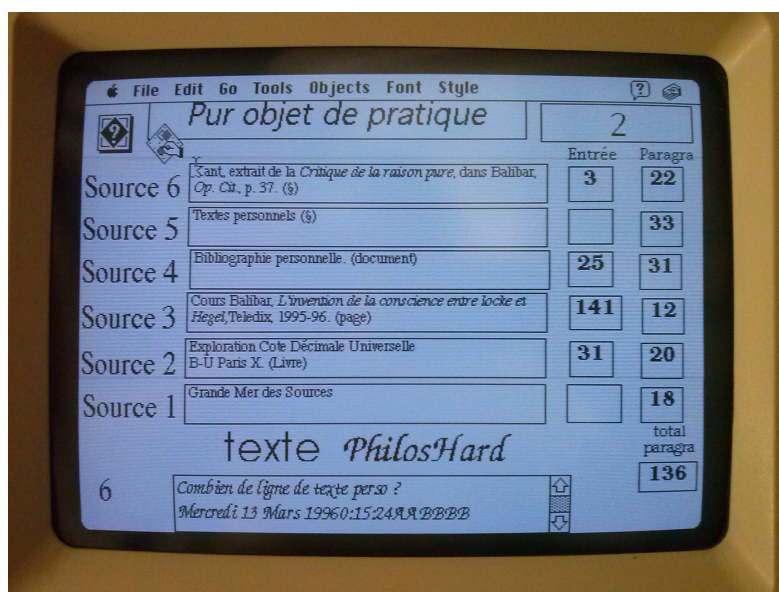 File Edit Go Tools Objects Font Style
Pur objet de pratique
2
Entrée Paragra
Source 6
Kant, extrait de la Critique de la raison pure, dans Balibar,
Op. Cit., p. 37. (§)
3 22
Source 5
Textes personnels (§)
33
Source 4
Bibliographie personnelle. (document)
25 31
Source 3
Cours Balibar, L'invention de la conscience entre locke et
Hegel, Teledix, 1995-96. (page)
141 12
Source 2
Exploration Cote Décimale Universelle
B-U Paris X. (Livre)
31 20
Source 1
Grande Mer des Sources
18
texte PhilosHard
total
paragra
136
6
Combien de ligne de texte perso ?
Mercredi 13 Mars 19960:15:24AABBBB